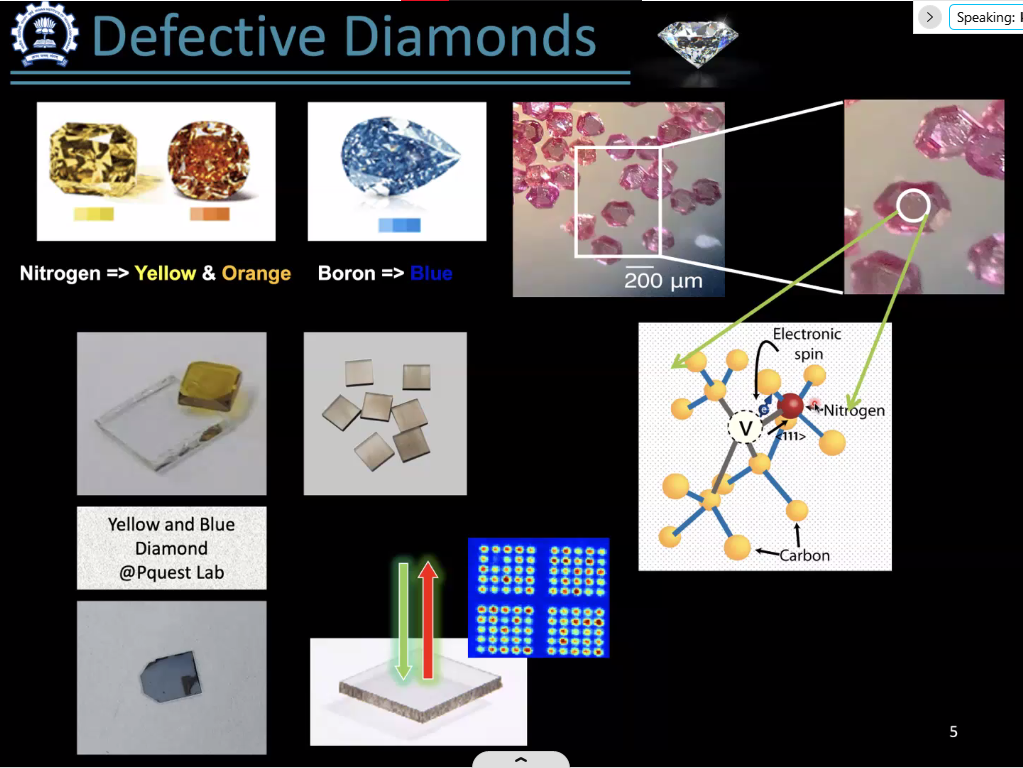 Defective Diamonds
Speaking:
Nitrogen => Yellow & Orange
Boron => Blue
200 µm
Electronic
spin
e
V
Nitrogen
<111>
Carbon
Yellow and Blue
Diamond
@Pquest Lab
5